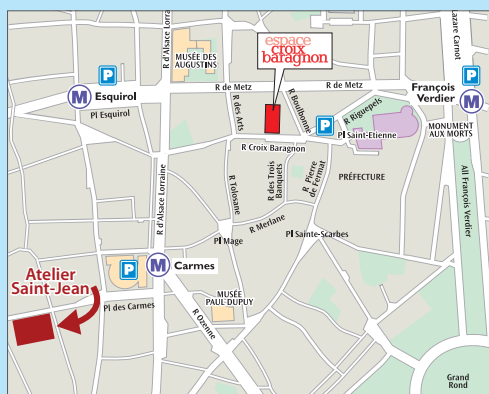 espace
croix
baragnon
R d'Alsace Lorraine
MUSÉE DES
AUGUSTINS
Lazare Carnot
P
P
M Esquirol
R de Metz
R de Metz
François
Verdier
M
Pl Esquirol
R des Arts
R Boulbonne
R Riguepels
P
Pl Saint-Etienne
MONUMENT
AUX MORTS
R Croix Baragnon
R d'Alsace Lorraine
R Tolosane
R des Trois
Banquets
R Pierre
de Fermat
PRÉFECTURE
All François Verdier
R Merlane
Pl Mage
Pl Sainte-Scarbes
P
M Carmes
Atelier
Saint-Jean
Pl des Carmes
MUSÉE
PAUL DUPUY
R Ozenne
Grand
Rond